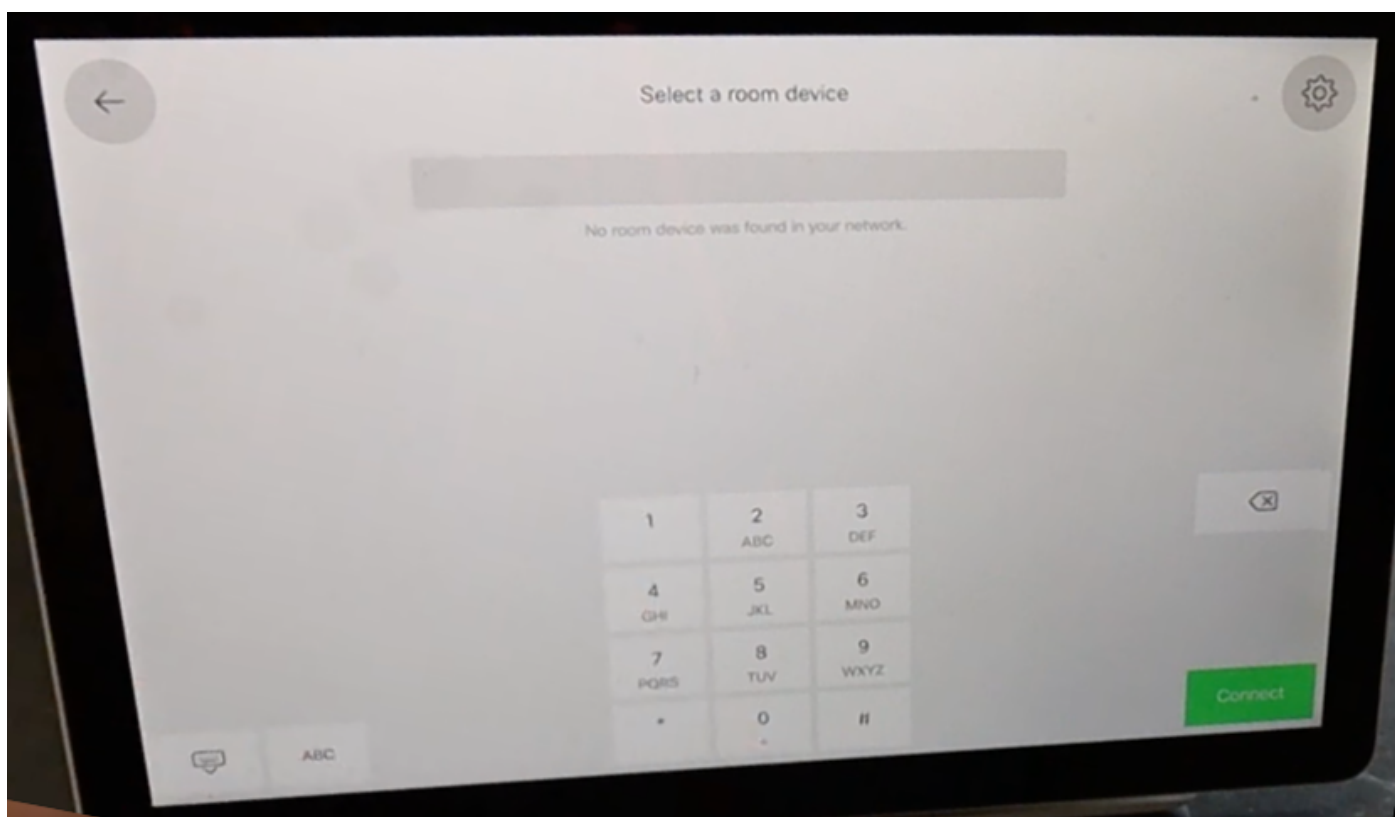 Select a room device
No room device was found in your network.
1
2
ABC
3
DEF
4
GHI
5
JKL
6
MNO
7
PQRS
8
TUV
9
WXYZ
*
0
+
#
Connect
ABC